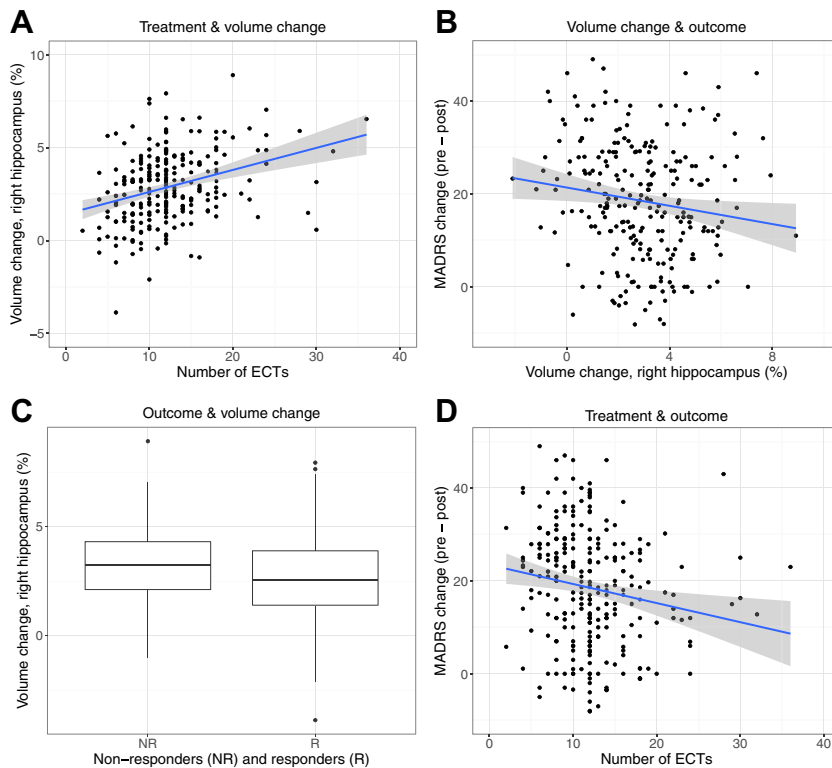 A
Treatment & volume change
Volume change, right hippocampus (%)
10
5
0
−5
0
10
20
30
40
Number of ECTs
B
Volume change & outcome
MADRS change (pre − post)
40
20
0
0
4
8
Volume change, right hippocampus (%)
C
Outcome & volume change
Volume change, right hippocampus (%)
5
0
NR
R
Non−responders (NR) and responders (R)
D
Treatment & outcome
MADRS change (pre − post)
40
20
0
0
10
20
30
40
Number of ECTs